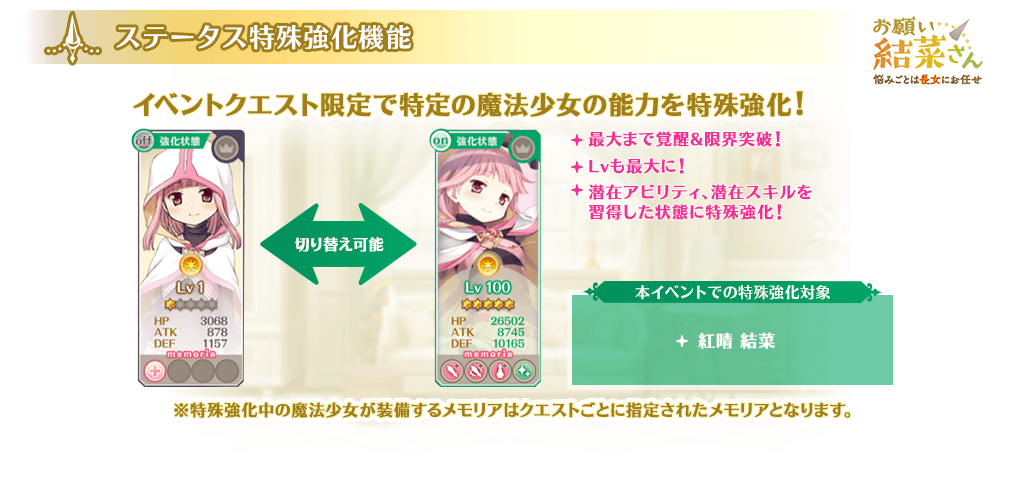 ステータス特殊強化機能
お願い
結菜さん
悩みごとは長女にお任せ
イベントクエスト限定で特定の魔法少女の能力を特殊強化！
off 強化状態
Lv 1
HP 3068
ATK 878
DEF 1157
memoria
切り替え可能
on 強化状態
Lv 100
HP 26502
ATK 8745
DEF 10165
memoria
最大まで覚醒&限界突破！
Lvも最大に！
潜在アビリティ、潜在スキルを
習得した状態に特殊強化！
本イベントでの特殊強化対象
紅晴 結菜
※特殊強化中の魔法少女が装備するメモリアはクエストごとに指定されたメモリアとなります。